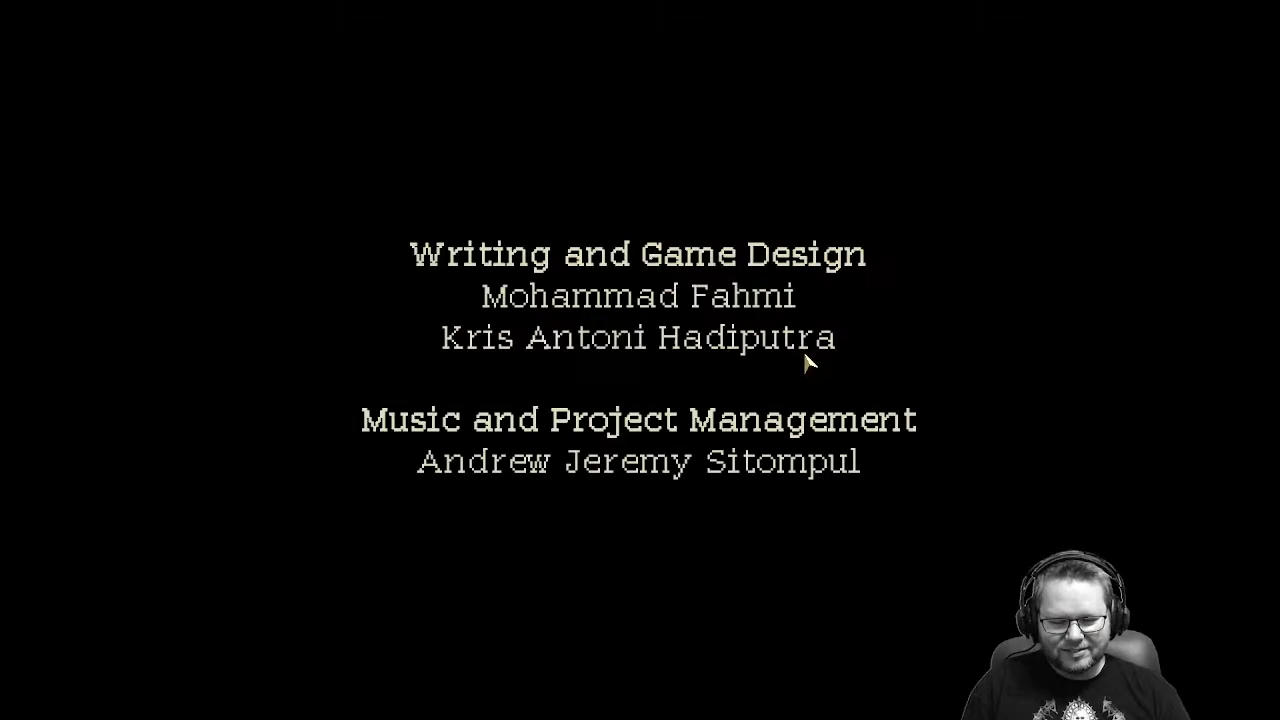 Writing and Game Design
Mohammad Fahmi
Kris Antoni Hadiputra
Music and Project Management
Andrew Jeremy Sitompul